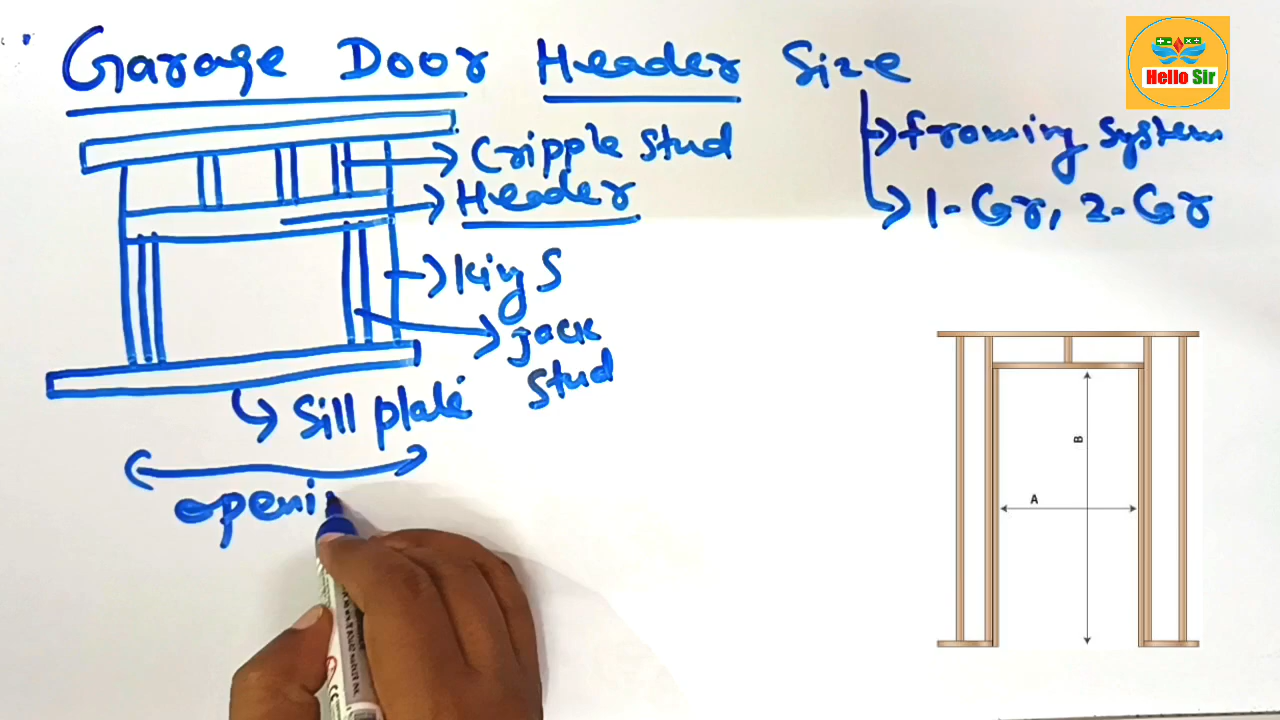 Garage Door Header Size
Hello Sir
framing system
1-Gr, 2-Gr
Cripple stud
Header
King S
jack
stud
Sill plate
openi
A
B